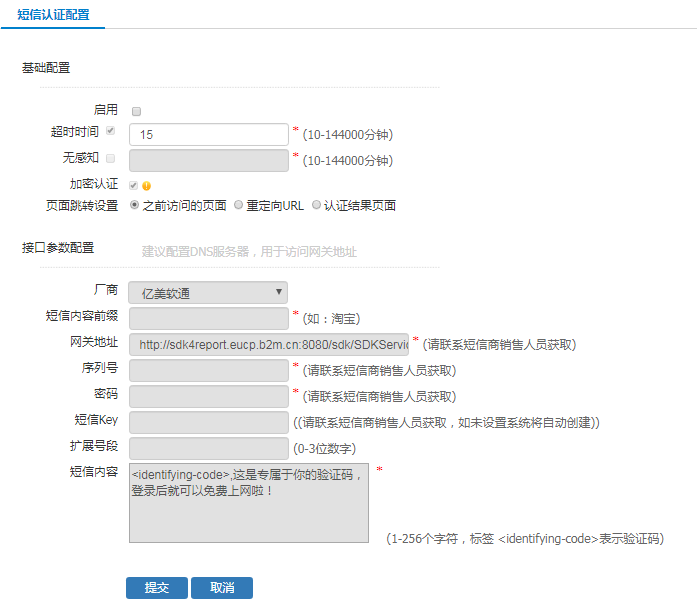 短信认证配置
基础配置
启用
超时时间 15 * (10-144000分钟)
无感知 * (10-144000分钟)
加密认证
页面跳转设置 之前访问的页面 重定向URL 认证结果页面
接口参数配置 建议配置DNS服务器，用于访问网关地址
厂商 亿美软通
短信内容前缀 * (如：淘宝)
网关地址 http://sdk4report.eucp.b2m.cn:8080/sdk/SDKServic * (请联系短信商销售人员获取)
序列号 * (请联系短信商销售人员获取)
密码 * (请联系短信商销售人员获取)
短信Key ((请联系短信商销售人员获取，如未设置系统将自动创建))
扩展号段 (0-3位数字)
短信内容 <identifying-code>,这是专属于你的验证码， *
登录后就可以免费上网啦！
(1-256个字符，标签 <identifying-code>表示验证码)
提交 取消